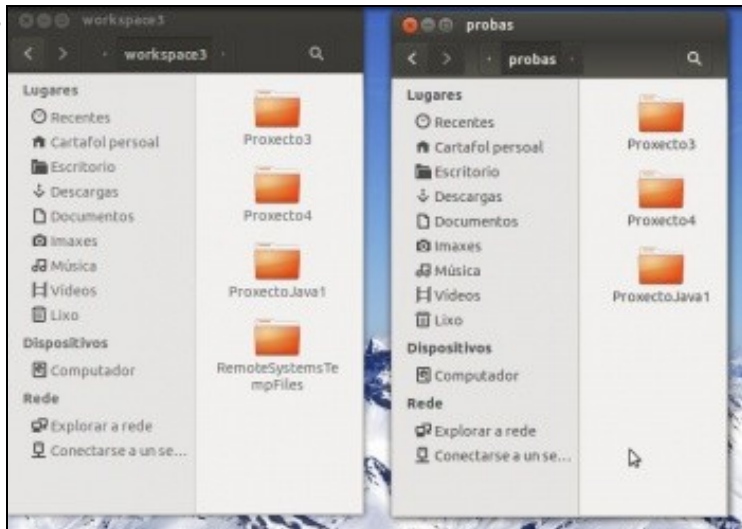 workspace3
workspace3
Lugares
Recentes
Cartafol persoal
Escritorio
Descargas
Documentos
Imaxes
Música
Vídeos
Lixo
Dispositivos
Computador
Rede
Explorar a rede
Conectarse a un se...
Proxecto3
Proxecto4
ProxectoJava1
RemoteSystemsTe
mpFiles
probas
probas
Lugares
Recentes
Cartafol persoal
Escritorio
Descargas
Documentos
Imaxes
Música
Vídeos
Lixo
Dispositivos
Computador
Rede
Explorar a rede
Conectarse a un se...
Proxecto3
Proxecto4
ProxectoJava1